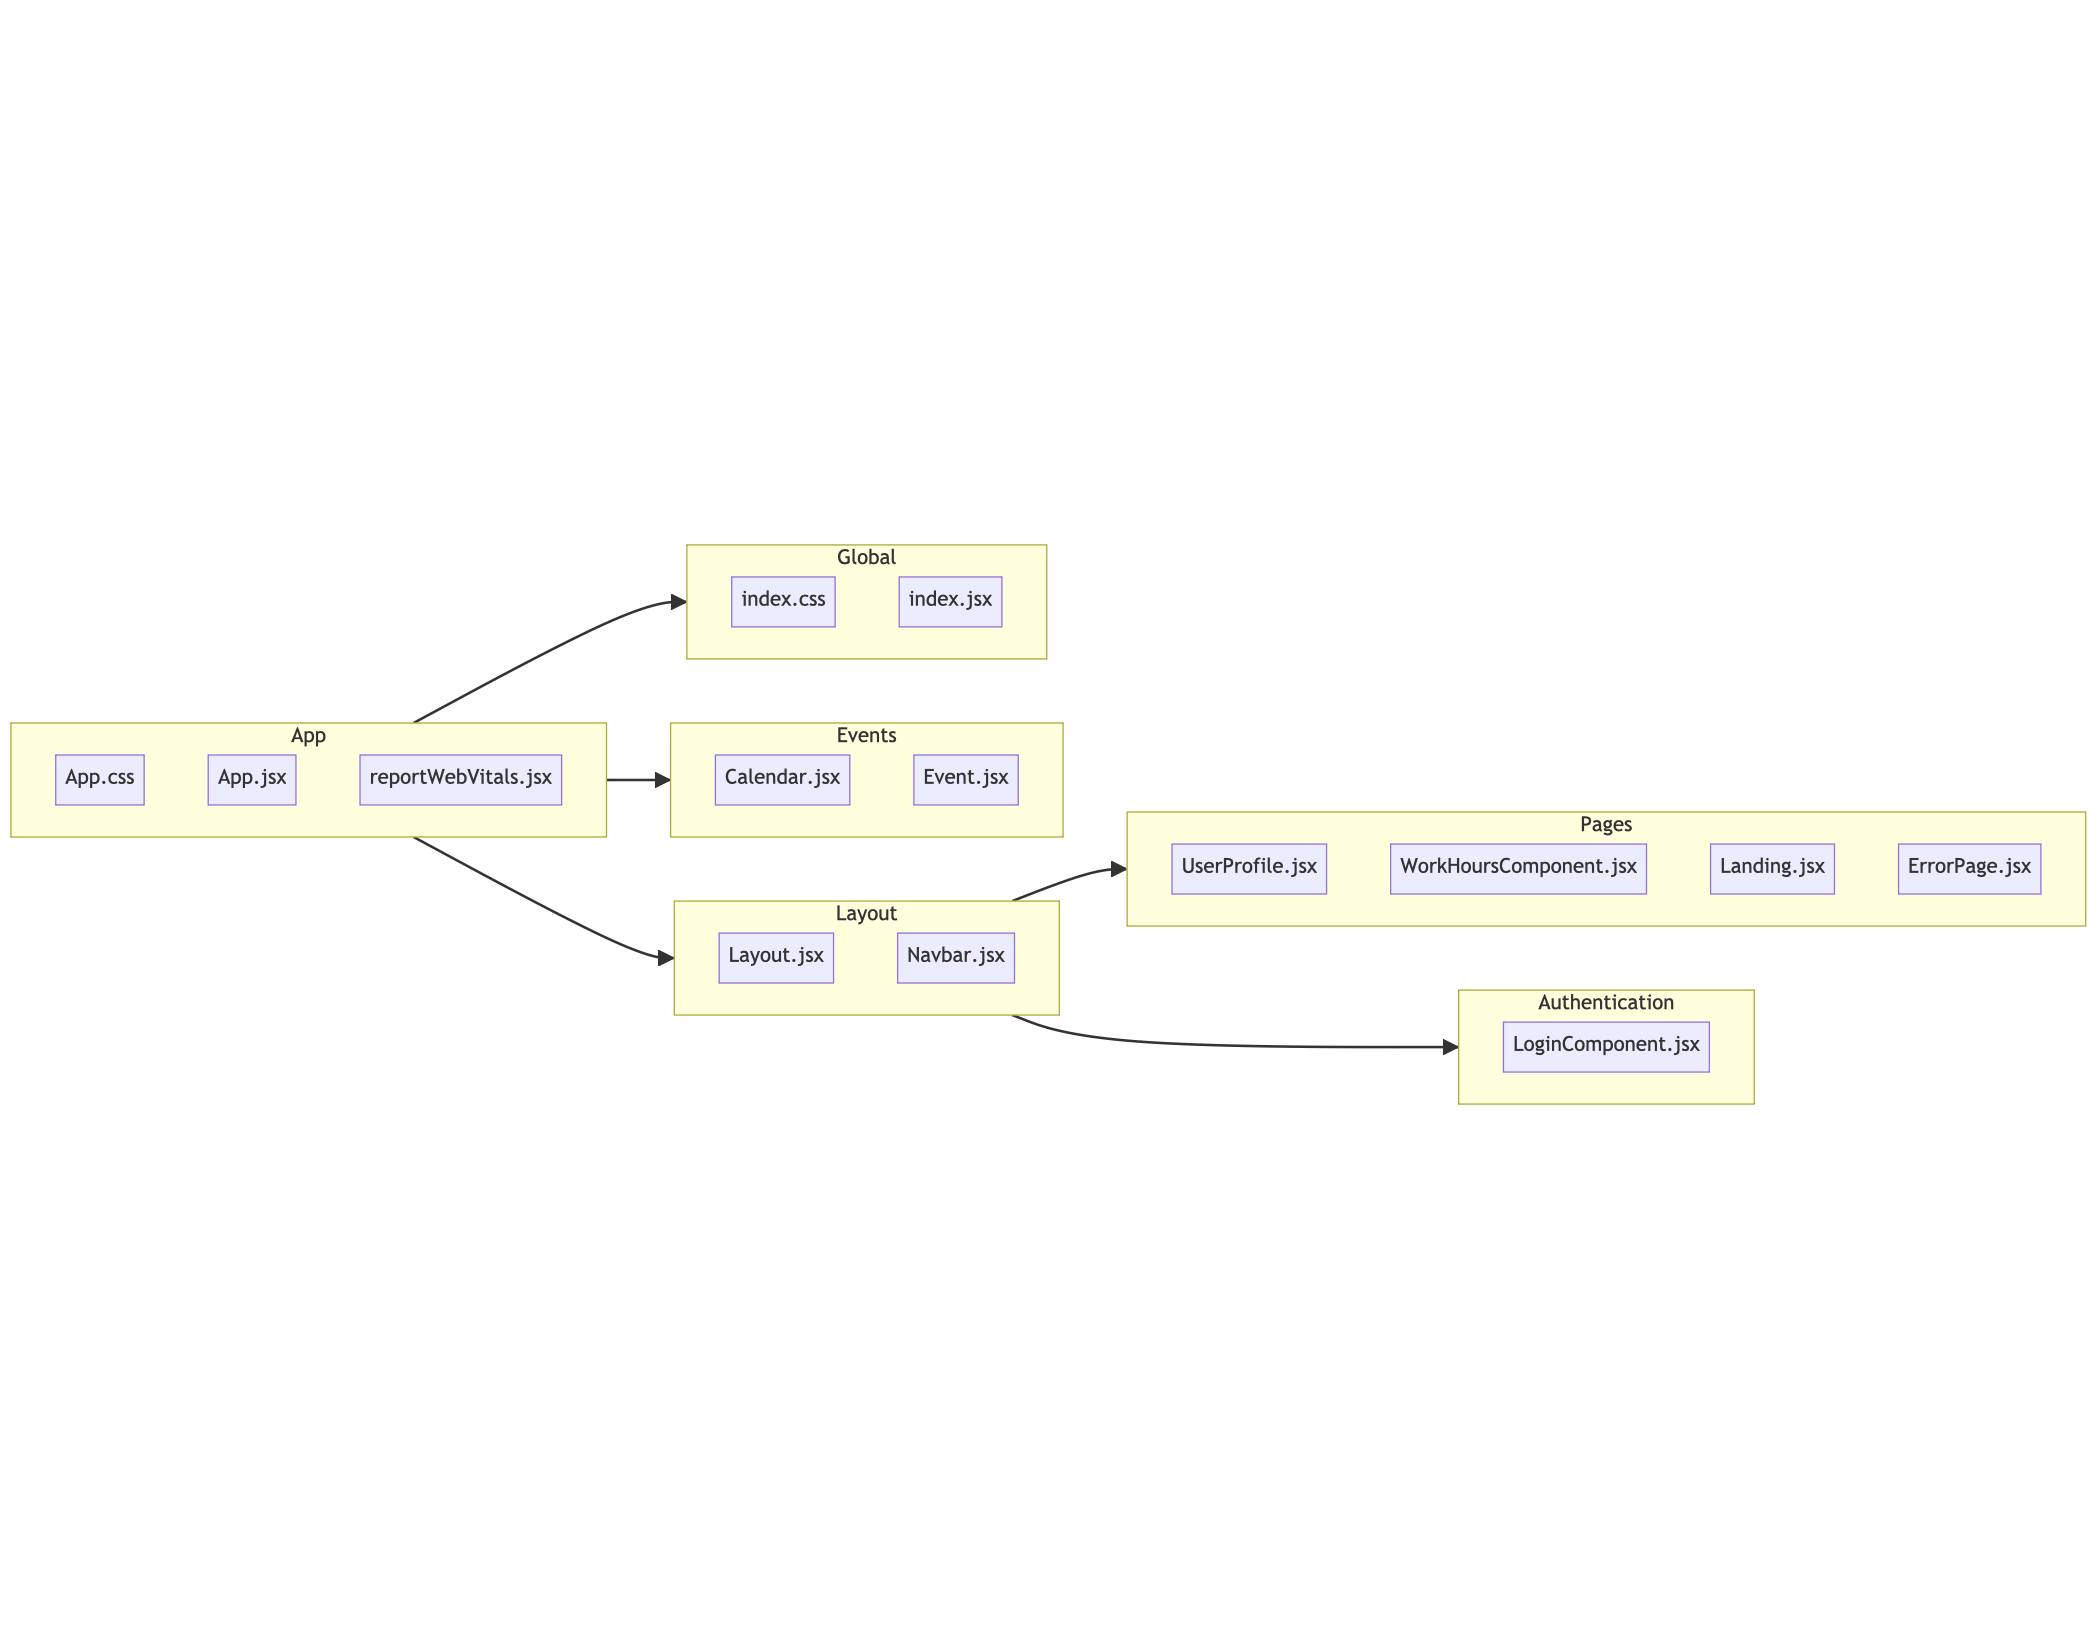 Global
index.css
index.jsx
App
App.css
App.jsx
reportWebVitals.jsx
Events
Calendar.jsx
Event.jsx
Pages
UserProfile.jsx
WorkHoursComponent.jsx
Landing.jsx
ErrorPage.jsx
Layout
Layout.jsx
Navbar.jsx
Authentication
LoginComponent.jsx